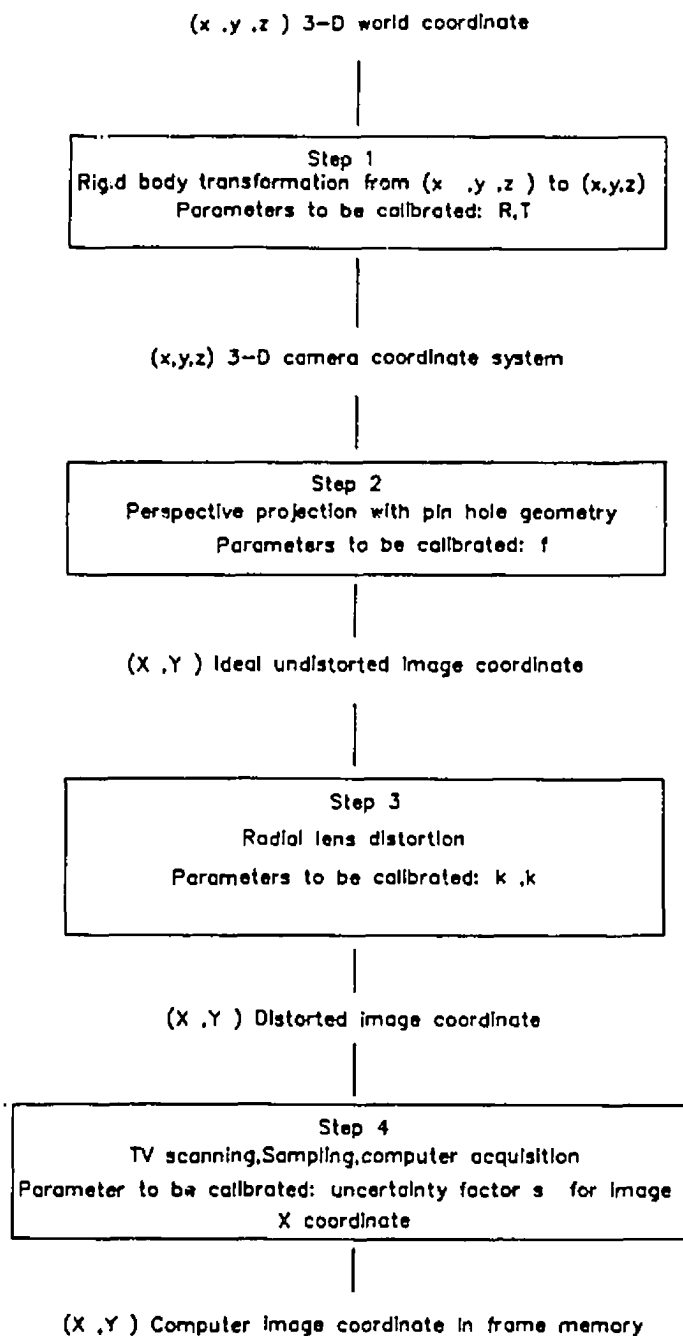 (x ,y ,z ) 3-D world coordinate
Step 1
Rigid body transformation from (x ,y ,z ) to (x,y,z)
Parameters to be calibrated: R,T
(x,y,z) 3-D camera coordinate system
Step 2
Perspective projection with pin hole geometry
Parameters to be calibrated: f
(X ,Y ) Ideal undistorted image coordinate
Step 3
Radial lens distortion
Parameters to be calibrated: k ,k
(X ,Y ) Distorted image coordinate
Step 4
TV scanning,Sampling,computer acquisition
Parameter to be calibrated: uncertainty factor s for image
X coordinate
(X ,Y ) Computer image coordinate in frame memory